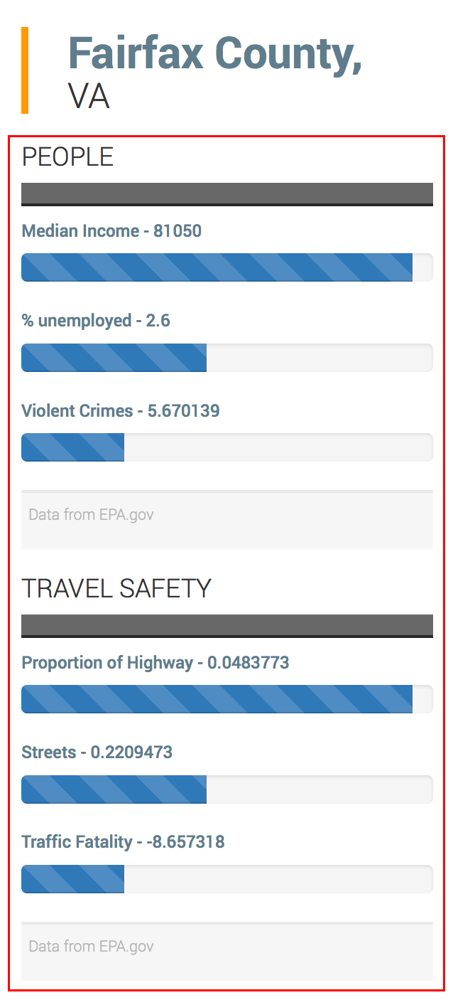 Fairfax County,
VA
PEOPLE
Median Income - 81050
% unemployed - 2.6
Violent Crimes - 5.670139
Data from EPA.gov
TRAVEL SAFETY
Proportion of Highway - 0.0483773
Streets - 0.2209473
Traffic Fatality - -8.657318
Data from EPA.gov